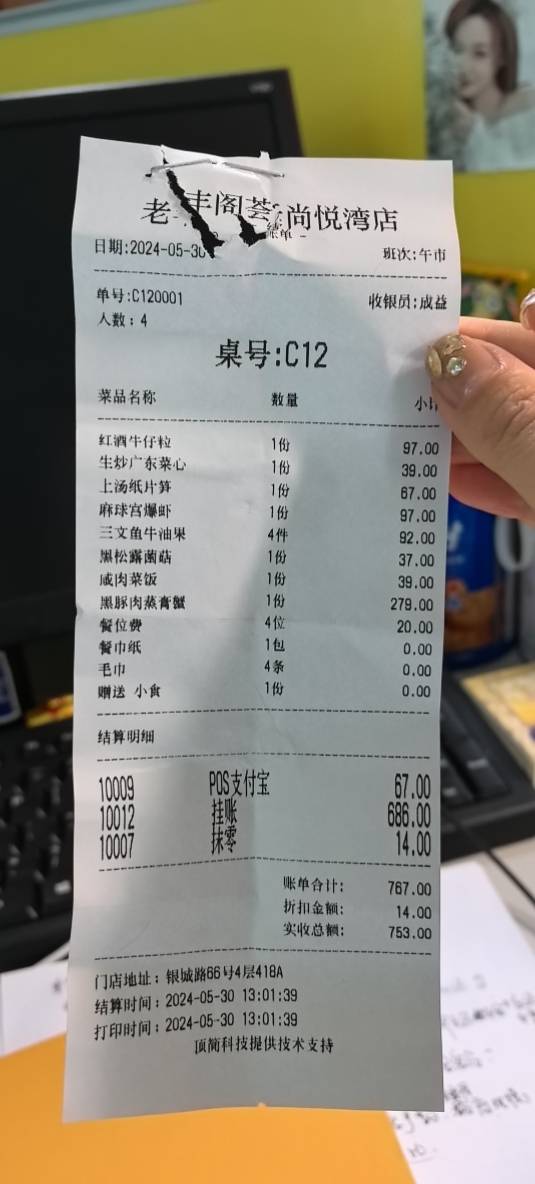 老丰阁荟 尚悦湾店
结单
日期:2024-05-30 班次:午市
单号:C120001 收银员:成益
人数:4
桌号:C12
菜品名称 数量 小计
红酒牛仔粒 1份 97.00
生炒广东菜心 1份 39.00
上汤纸片笋 1份 67.00
麻球宫爆虾 1份 97.00
三文鱼牛油果 4件 92.00
黑松露菌菇 1份 37.00
咸肉菜饭 1份 39.00
黑豚肉蒸膏蟹 1份 279.00
餐位费 4位 20.00
餐巾纸 1包 0.00
毛巾 4条 0.00
赠送 小食 1份 0.00
结算明细
10009 POS支付宝 67.00
10012 挂账 686.00
10007 抹零 14.00
账单合计: 767.00
折扣金额: 14.00
实收总额: 753.00
门店地址:银城路66号4层418A
结算时间:2024-05-30 13:01:39
打印时间:2024-05-30 13:01:39
顶简科技提供技术支持